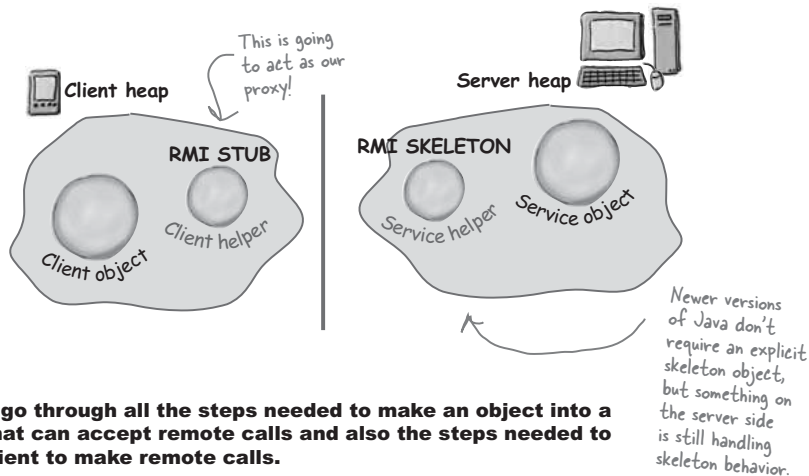 This is going
to act as our
proxy!
Client heap
Server heap
RMI STUB
RMI SKELETON
Client object
Client helper
Service helper
Service object
Newer versions
of Java don't
require an explicit
skeleton object,
but something on
the server side
is still handling
skeleton behavior.
go through all the steps needed to make an object into a
hat can accept remote calls and also the steps needed to
ient to make remote calls.